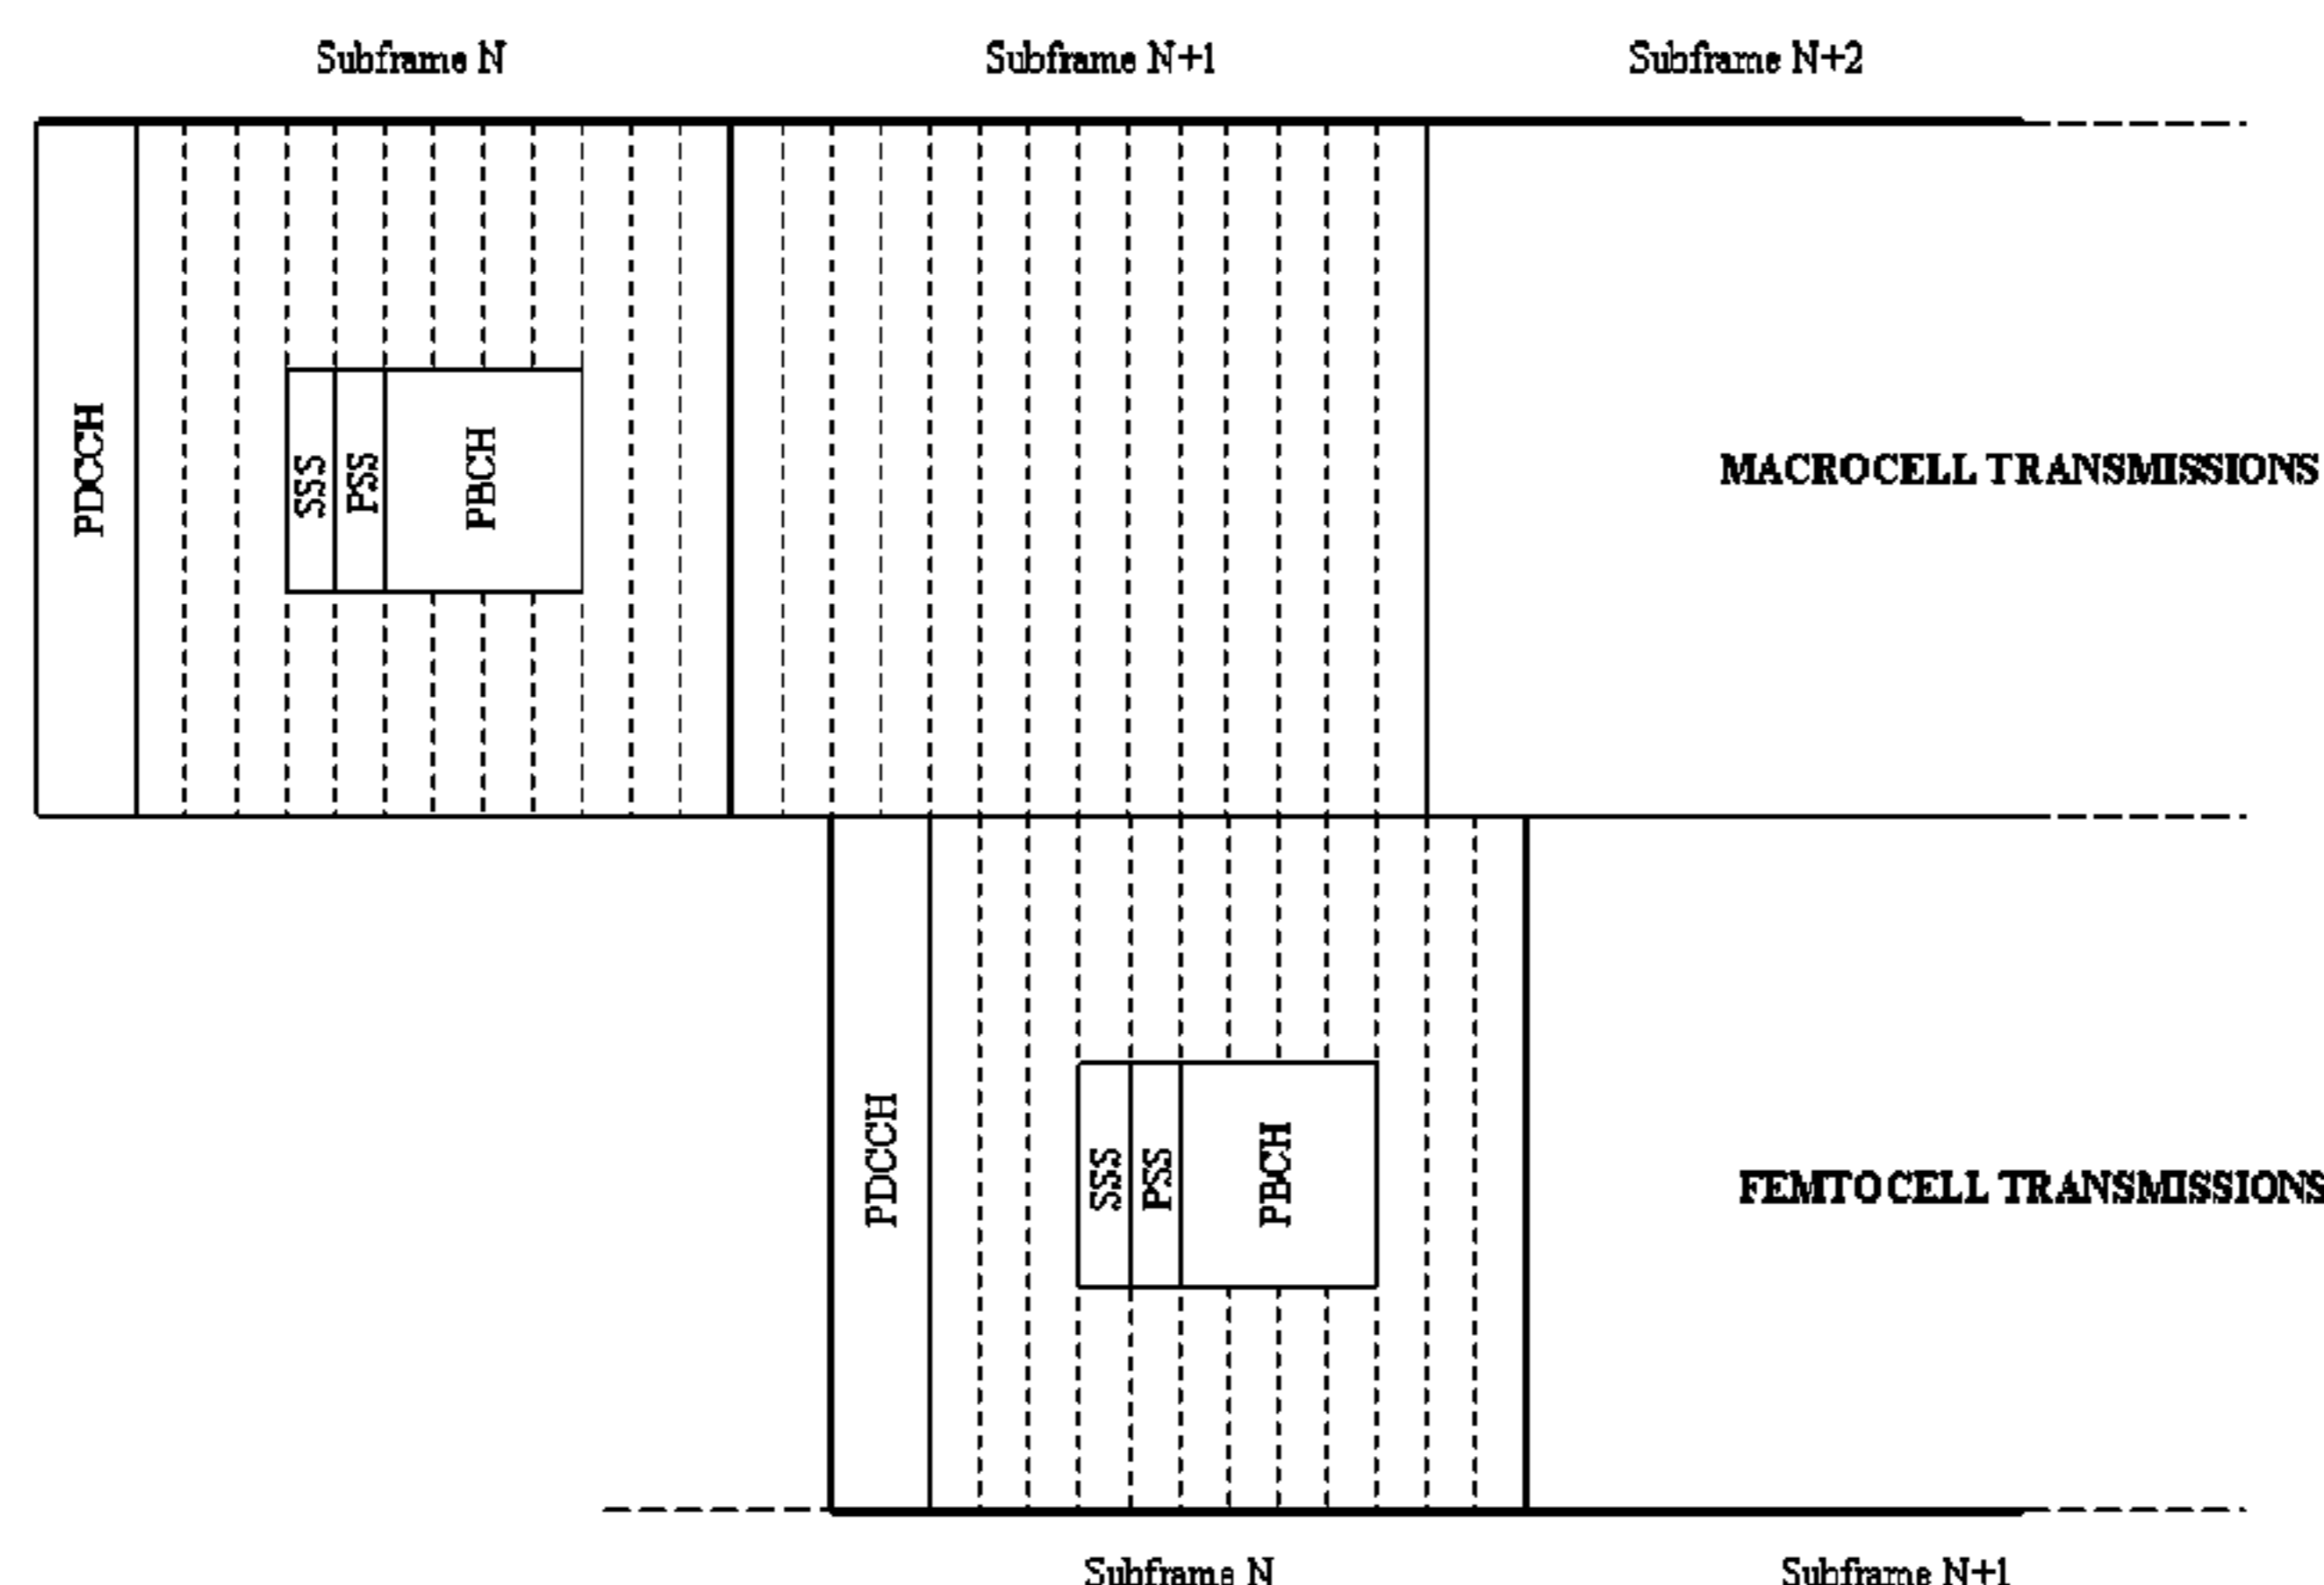 Subframe N
Subframe N+1
Subframe N+2
PDCCH
SSS
PSS
PBCH
MACROCELL TRANSMISSIONS
PDCCH
SSS
PSS
PBCH
FEMTOCELL TRANSMISSIONS
Subframe N
Subframe N+1